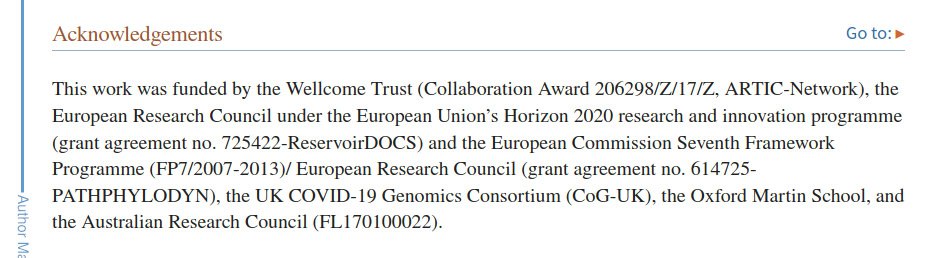 Acknowledgements
Go to: ▸
This work was funded by the Wellcome Trust (Collaboration Award 206298/Z/17/Z, ARTIC-Network), the
European Research Council under the European Union’s Horizon 2020 research and innovation programme
(grant agreement no. 725422-ReservoirDOCS) and the European Commission Seventh Framework
Programme (FP7/2007-2013)/ European Research Council (grant agreement no. 614725-
PATHPHYLODYN), the UK COVID-19 Genomics Consortium (CoG-UK), the Oxford Martin School, and
the Australian Research Council (FL170100022).
Author